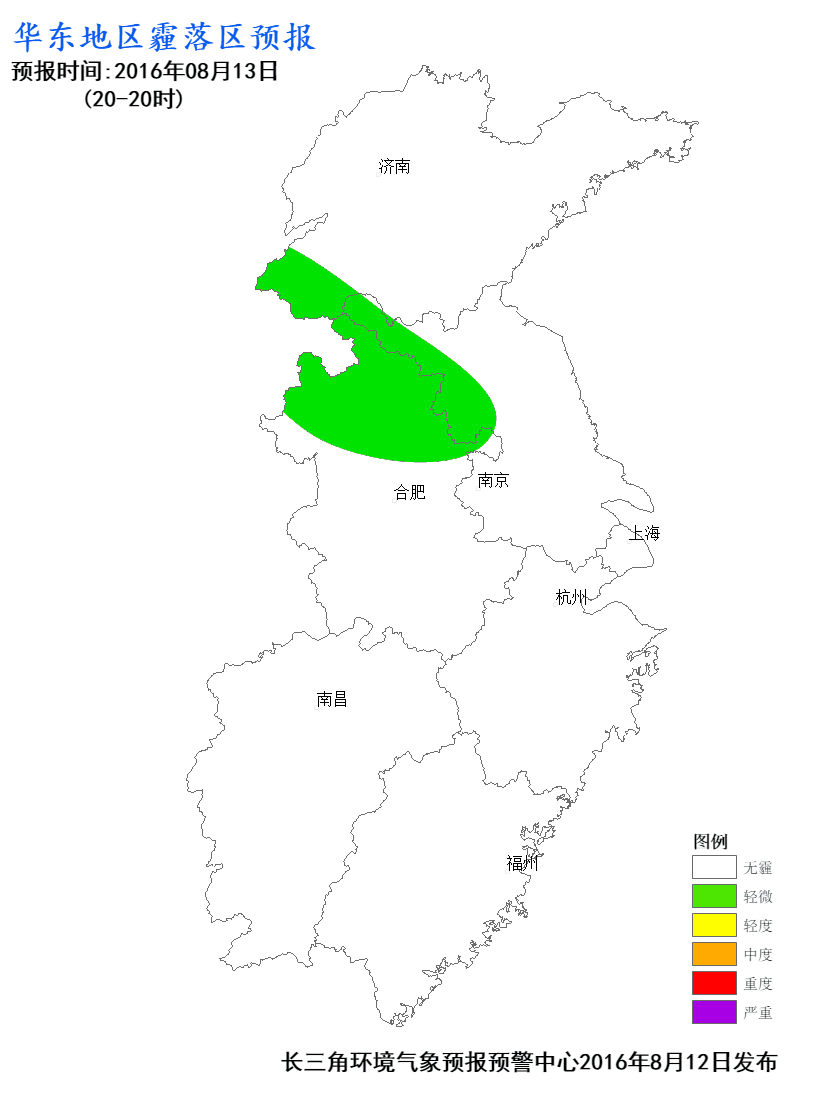 华东地区霾落区预报
预报时间:2016年08月13日
(20-20时)
济南
南京
合肥
上海
杭州
南昌
福州
图例
无霾
轻微
轻度
中度
重度
严重
长三角环境气象预报预警中心2016年8月12日发布